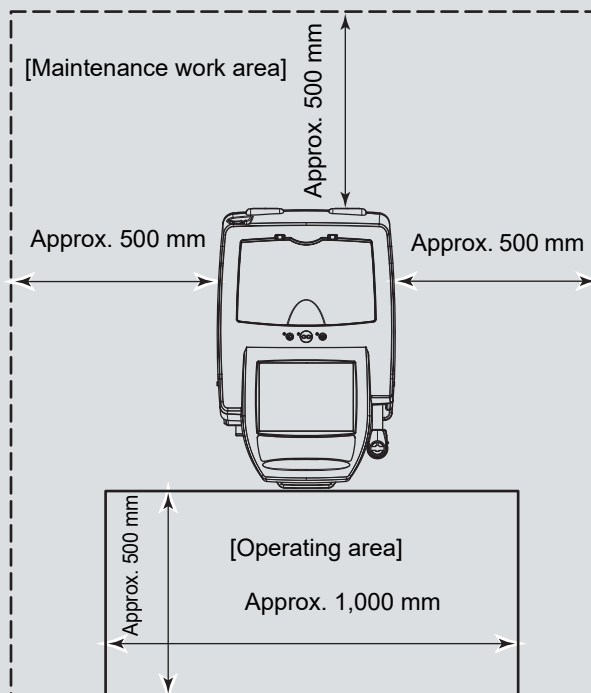 [Maintenance work area]
Approx. 500 mm
Approx. 500 mm
Approx. 500 mm
Approx. 500 mm
[Operating area]
Approx. 1,000 mm